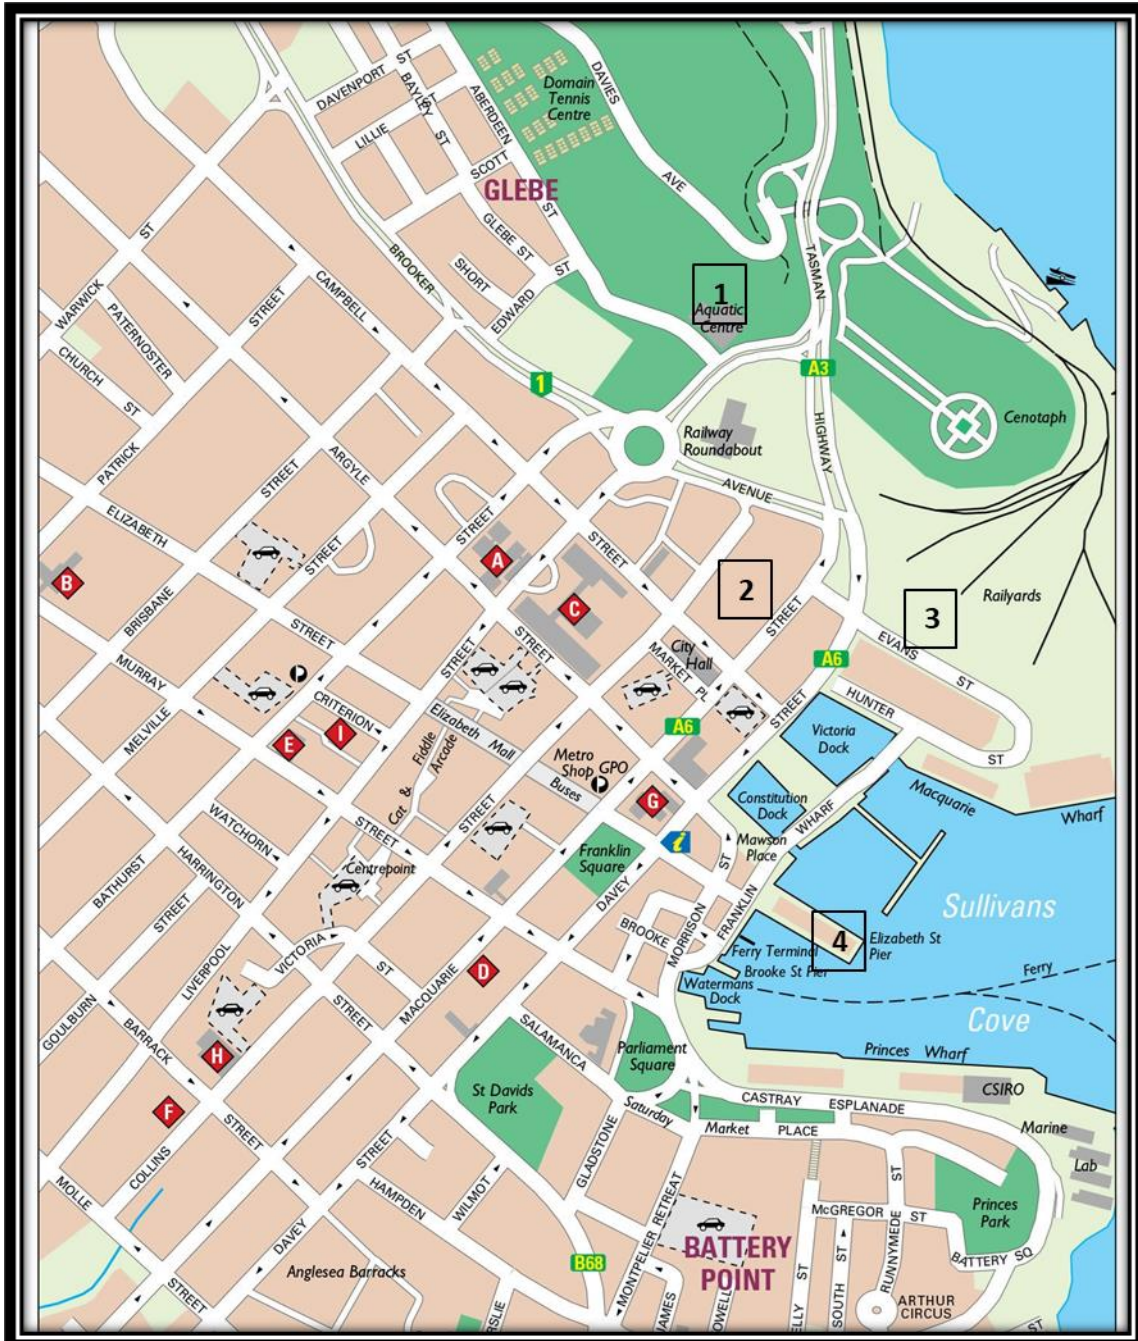 DAVENPORT ST
BAYLEY ST
ABERDEEN
ST
Domain
Tennis
Centre
DAVIES
AVE
LILLIE
ST
SCOTT
GLEBE
GLEBE ST
SHORT
EDWARD ST
BROOKER
TASMAN
HIGHWAY
1
Aquatic
Centre
WARWICK
ST
PATERNOSTER
CHURCH
ST
STREET
CAMPBELL
1
A3
Cenotaph
Railway
Roundabout
AVENUE
PATRICK
STREET
ARGYLE
ELIZABETH
STREET
STREET
STREET
A
B
C
2
STREET
3
Railyards
BRISBANE
STREET
STREET
STREET
City
Hall
MARKET PL
EVANS
ST
A6
HUNTER
ST
MURRAY
MELVILLE
CRITERION
E
I
Elizabeth Mall
Fiddle
Arcade
Cat &
A6
STREET
Victoria
Dock
Metro
Shop GPO
Buses
G
i
Constitution
Dock
Macquarie
Wharf
WATCHORN
STREET
STREET
Mawson
Place
WHARF
HARRINGTON
BATHURST
STREET
Centrepoint
Franklin
Square
DAVEY
ST
FRANKLIN
MORRISON
BROOKE
Sullivans
4
Elizabeth St
Pier
Ferry Terminal
Brooke St Pier
Watermans
Dock
Ferry
Cove
LIVERPOOL
VICTORIA
ST
D
MACQUARIE
STREET
GOULBURN
BARRACK
H
F
SALAMANCA
Parliament
Square
Princes Wharf
CSIRO
St Davids
Park
Saturday
Market
PLACE
CASTRAY
ESPLANADE
Marine
Lab
STREET
COLLINS
STREET
MOLLE
STREET
HAMPDEN
WILMOT
GLADSTONE
RETREAT
MONTPELIER
DAVEY
Anglesea Barracks
B68
BATTERY
POINT
McGREGOR
ST
ST
RUNNYMEDE
ST
SOUTH ST
Princes
Park
BATTERY SQ
ARTHUR
CIRCUS
ST